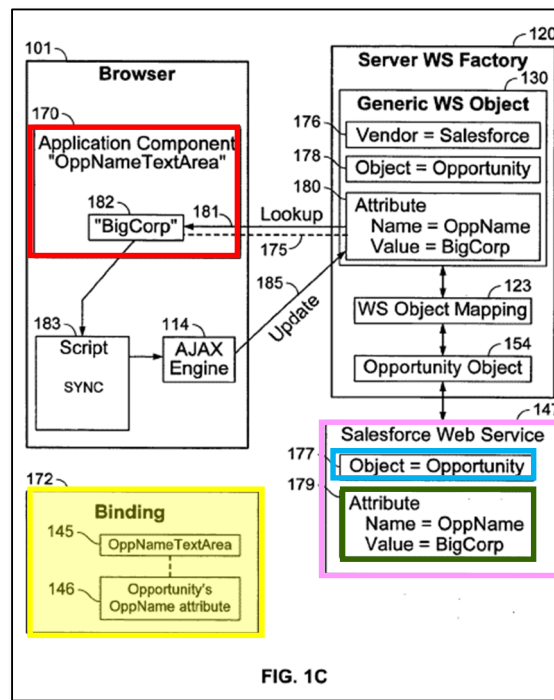 101
Browser
170
Application Component
"OppNameTextArea"
182
"BigCorp"
181
Lookup
175
185
Update
183
Script
SYNC
114
AJAX
Engine
120
Server WS Factory
130
Generic WS Object
176
Vendor = Salesforce
178
Object = Opportunity
180
Attribute
Name = OppName
Value = BigCorp
123
WS Object Mapping
154
Opportunity Object
147
Salesforce Web Service
177
Object = Opportunity
179
Attribute
Name = OppName
Value = BigCorp
172
Binding
145
OppNameTextArea
146
Opportunity's
OppName attribute
FIG. 1C